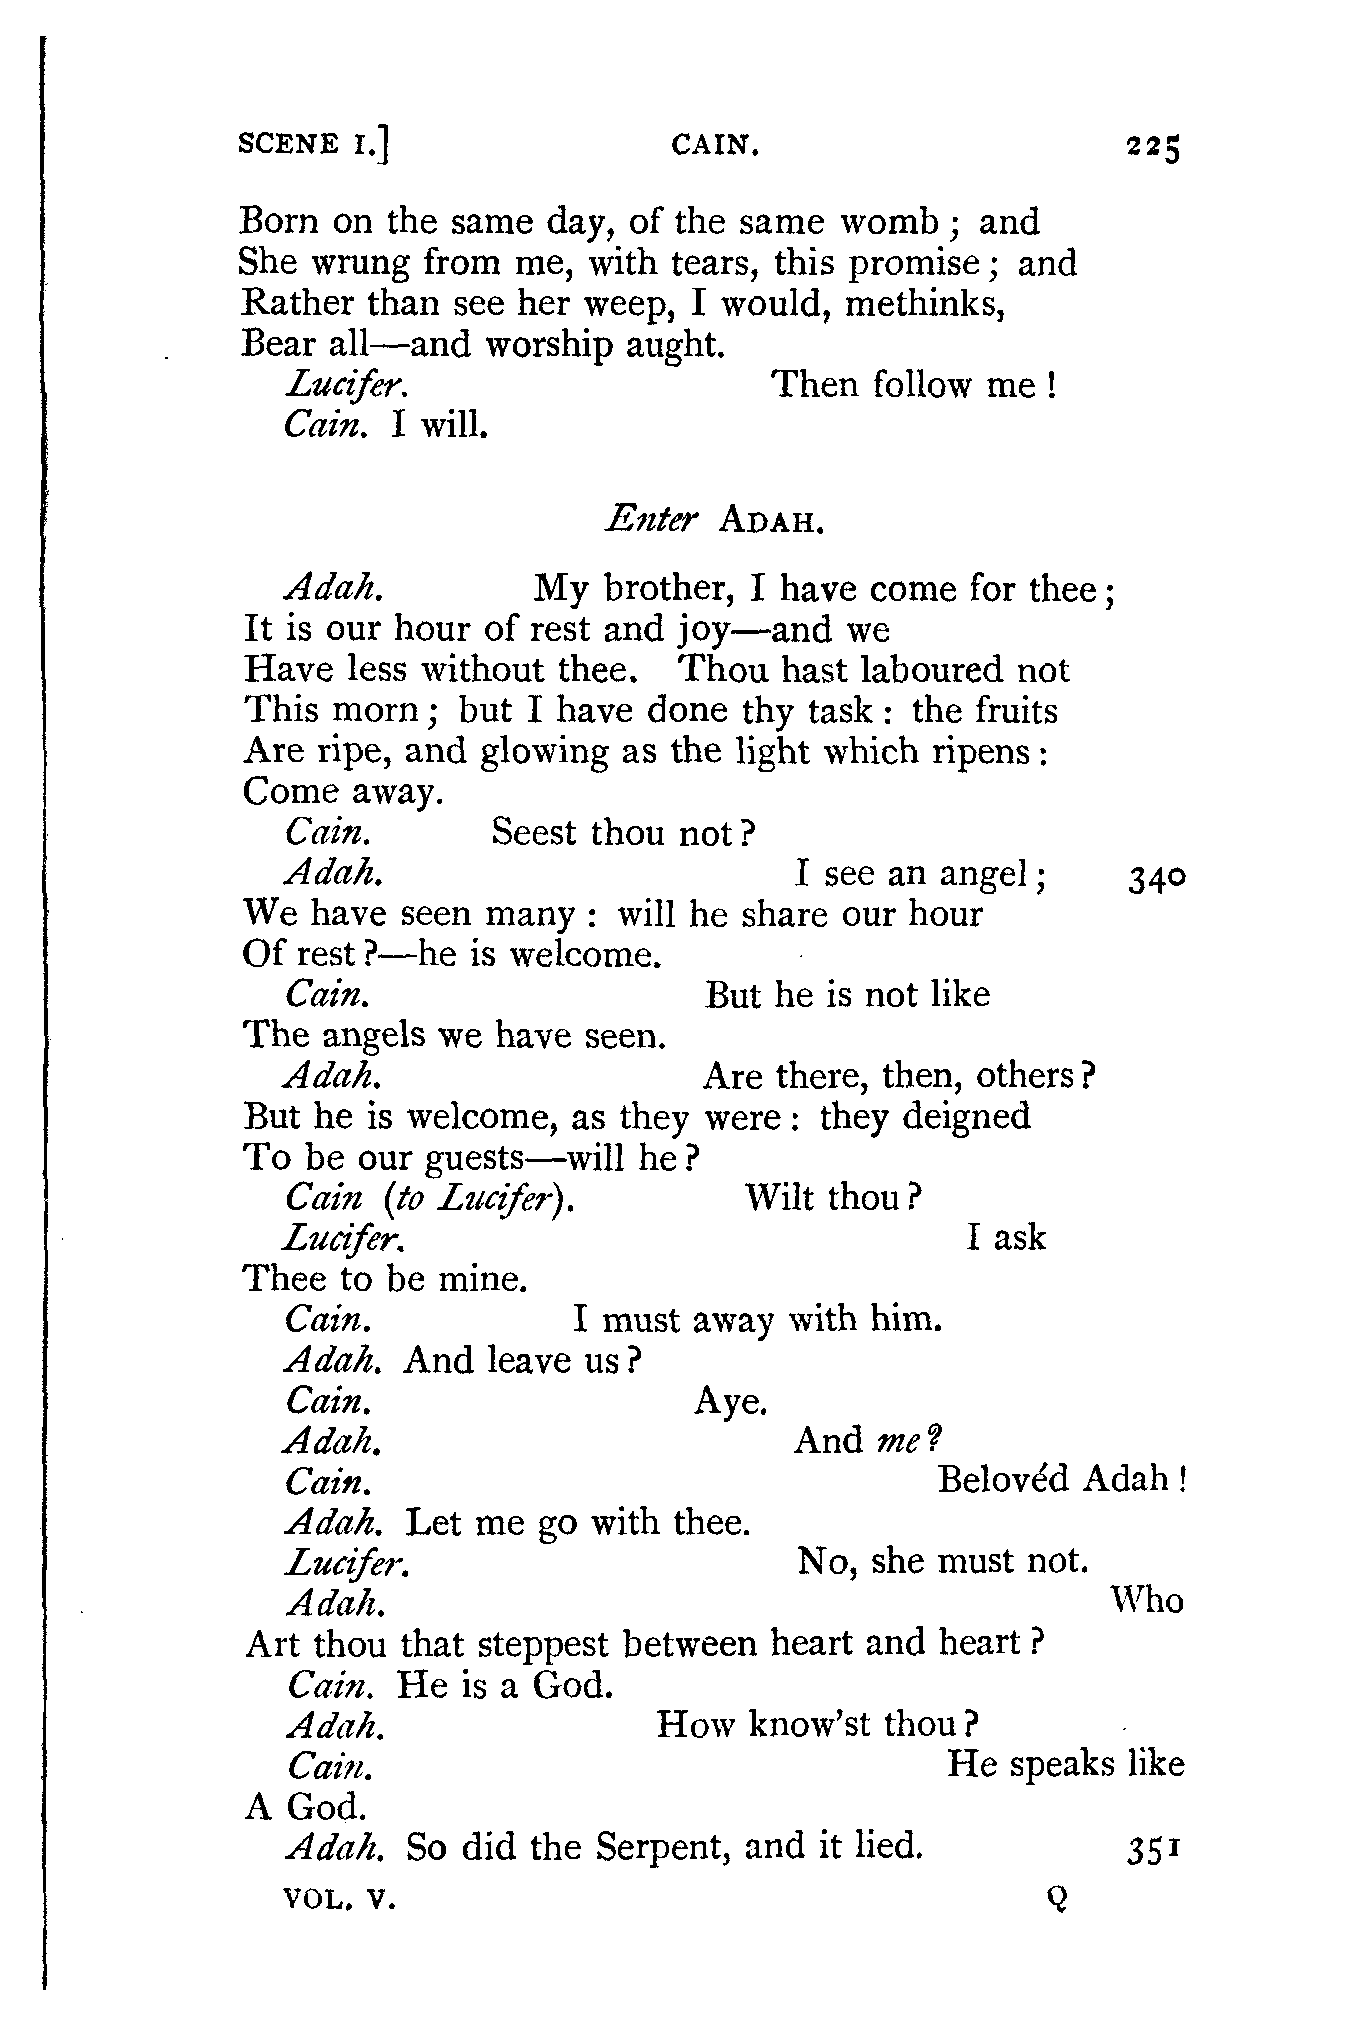 SCENE I.] CAIN. 225
Born on the same day, of the same womb; and
She wrung from me, with tears, this promise; and
Rather than see her weep, I would, methinks,
Bear all—and worship aught.
Lucifer. Then follow me!
Cain. I will.
Enter ADAH.
Adah. My brother, I have come for thee;
It is our hour of rest and joy—and we
Have less without thee. Thou hast laboured not
This morn; but I have done thy task: the fruits
Are ripe, and glowing as the light which ripens:
Come away.
Cain. Seest thou not?
Adah. I see an angel; 340
We have seen many: will he share our hour
Of rest?—he is welcome.
Cain. But he is not like
The angels we have seen.
Adah. Are there, then, others?
But he is welcome, as they were: they deigned
To be our guests—will he?
Cain (to Lucifer). Wilt thou?
Lucifer. I ask
Thee to be mine.
Cain. I must away with him.
Adah. And leave us?
Cain. Aye.
Adah. And me?
Cain. Belovéd Adah!
Adah. Let me go with thee.
Lucifer. No, she must not.
Adah. Who
Art thou that steppest between heart and heart?
Cain. He is a God.
Adah. How know'st thou?
Cain. He speaks like
A God.
Adah. So did the Serpent, and it lied. 351
VOL. V. Q